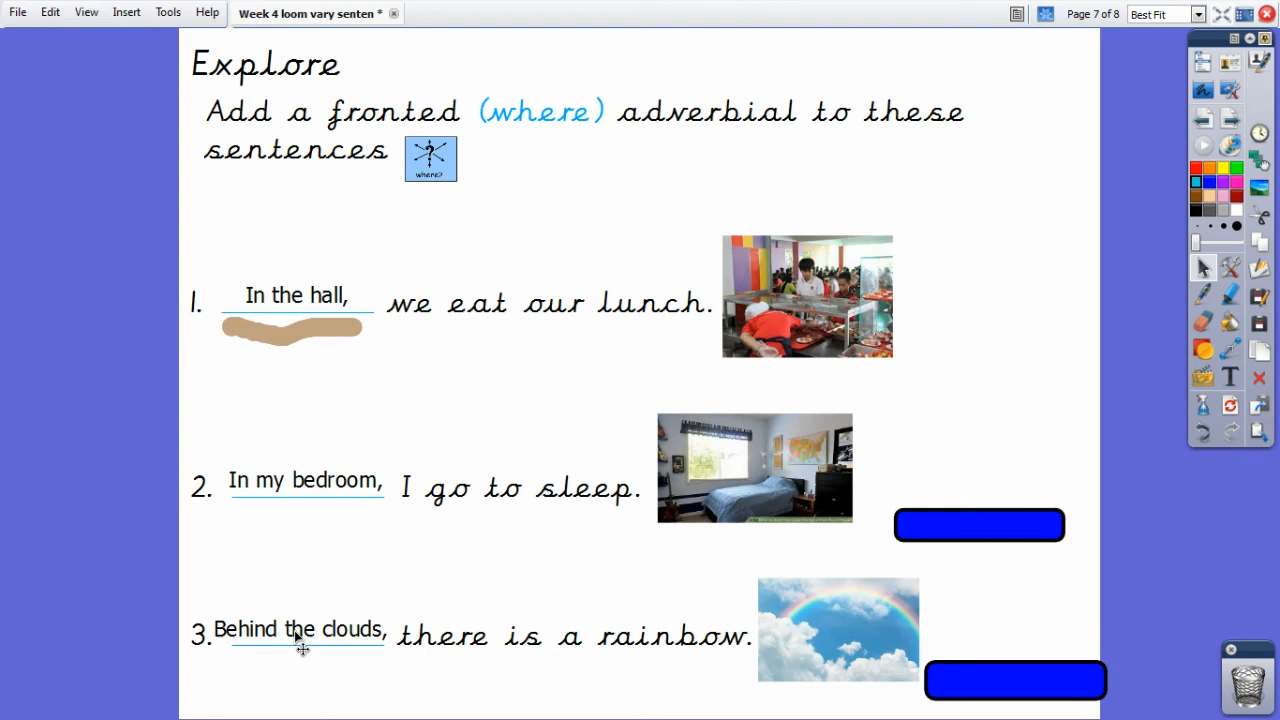 File Edit View Insert Tools Help Week 4 loom vary senten * Page 7 of 8 Best Fit
Explore
Add a fronted (where) adverbial to these
sentences
?
where?
1. In the hall, we eat our lunch.
2. In my bedroom, I go to sleep.
3. Behind the clouds, there is a rainbow.